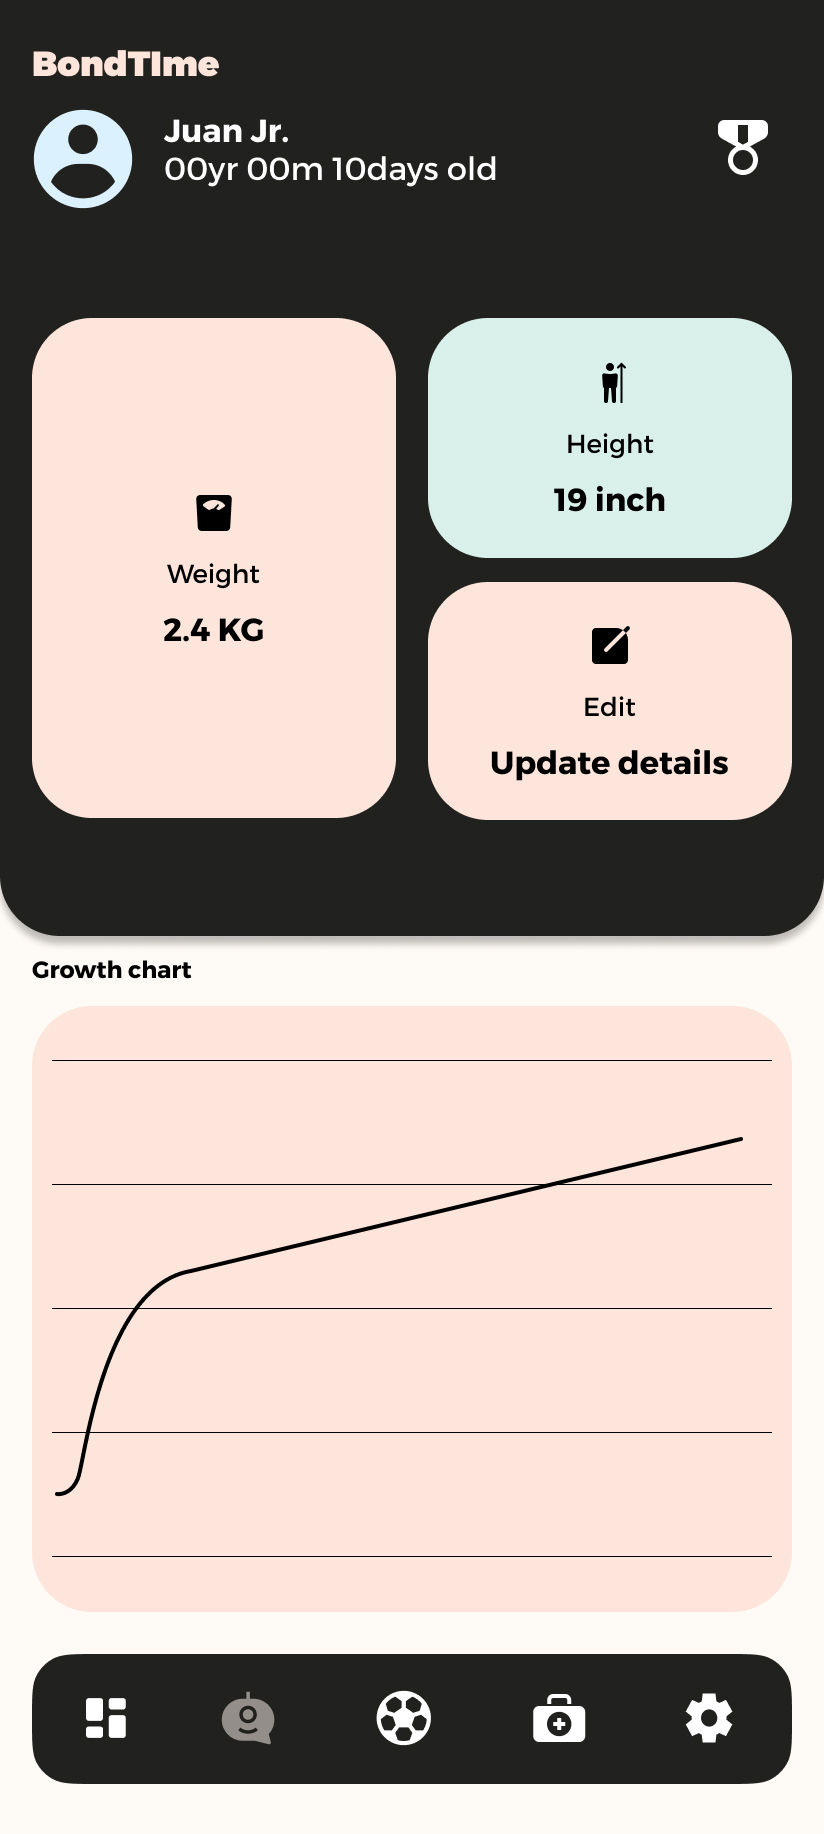 BondTIme
Juan Jr.
00yr 00m 10days old
Weight
2.4 KG
Height
19 inch
Edit
Update details
Growth chart